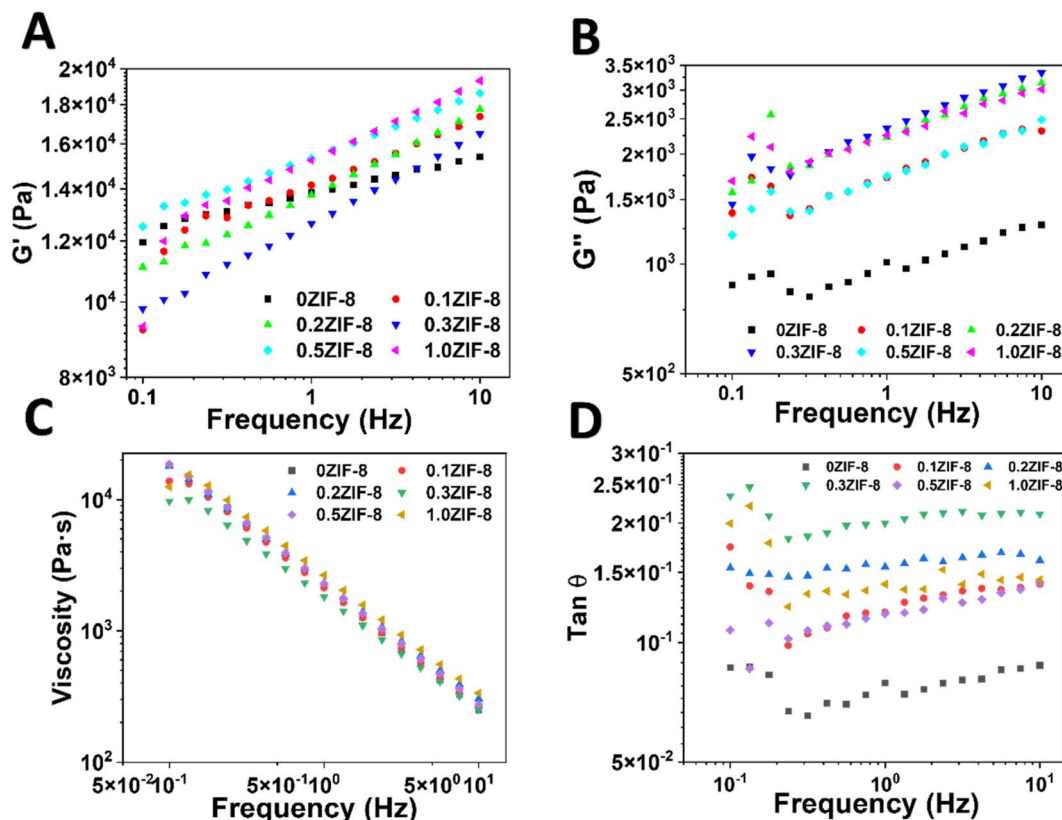 A
2×10⁴
1.8×10⁴
1.6×10⁴
1.4×10⁴
1.2×10⁴
10⁴
8×10³
G' (Pa)
0ZIF-8 0.1ZIF-8
0.2ZIF-8 0.3ZIF-8
0.5ZIF-8 1.0ZIF-8
0.1 1 10
Frequency (Hz)
B
3.5×10³
3×10³
2.5×10³
2×10³
1.5×10³
10³
5×10²
G'' (Pa)
0ZIF-8 0.1ZIF-8 0.2ZIF-8
0.3ZIF-8 0.5ZIF-8 1.0ZIF-8
0.1 1 10
Frequency (Hz)
C
10⁴
10³
10²
Viscosity (Pa·s)
0ZIF-8 0.1ZIF-8
0.2ZIF-8 0.3ZIF-8
0.5ZIF-8 1.0ZIF-8
5×10⁻²10⁻¹ 5×10⁻¹10⁰ 5×10⁰10¹
Frequency (Hz)
D
3×10⁻¹
2.5×10⁻¹
2×10⁻¹
1.5×10⁻¹
10⁻¹
5×10⁻²
Tan θ
0ZIF-8 0.1ZIF-8 0.2ZIF-8
0.3ZIF-8 0.5ZIF-8 1.0ZIF-8
10⁻¹ 10⁰ 10¹
Frequency (Hz)